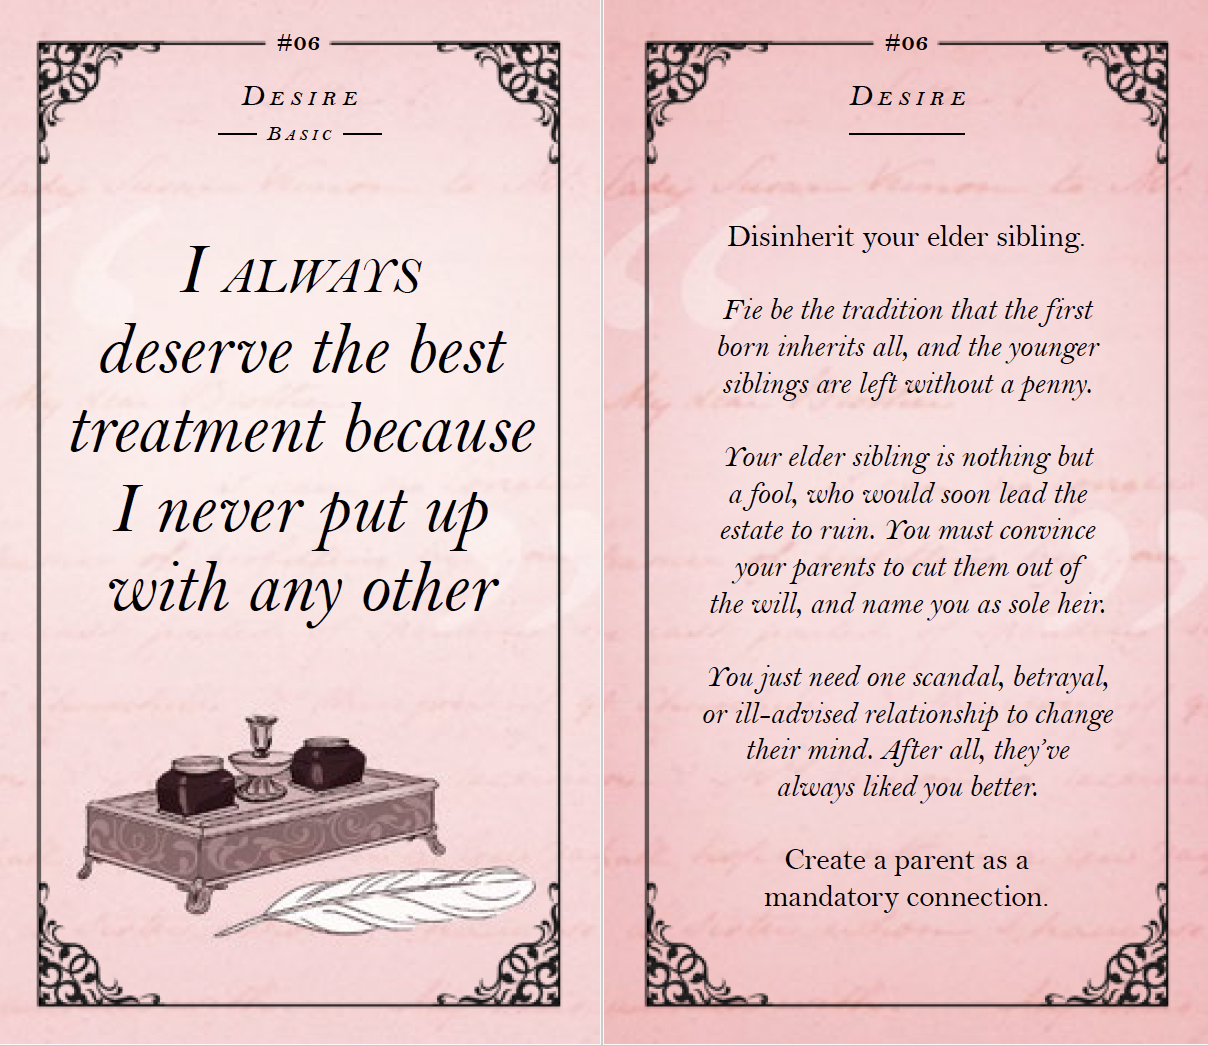 #06
DESIRE
BASIC
I ALWAYS
deserve the best
treatment because
I never put up
with any other
#06
DESIRE
Disinherit your elder sibling.
Fie be the tradition that the first
born inherits all, and the younger
siblings are left without a penny.
Your elder sibling is nothing but
a fool, who would soon lead the
estate to ruin. You must convince
your parents to cut them out of
the will, and name you as sole heir.
You just need one scandal, betrayal,
or ill-advised relationship to change
their mind. After all, they've
always liked you better.
Create a parent as a
mandatory connection.